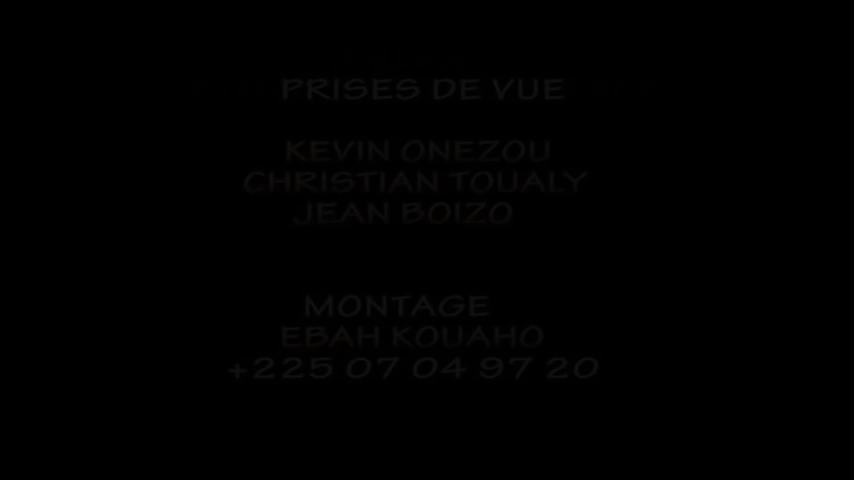 PRISES DE VUE
KEVIN ONEZOU
CHRISTIAN TOUALY
JEAN BOIZO
MONTAGE
EBAH KOUAHO
+225 07 04 97 20